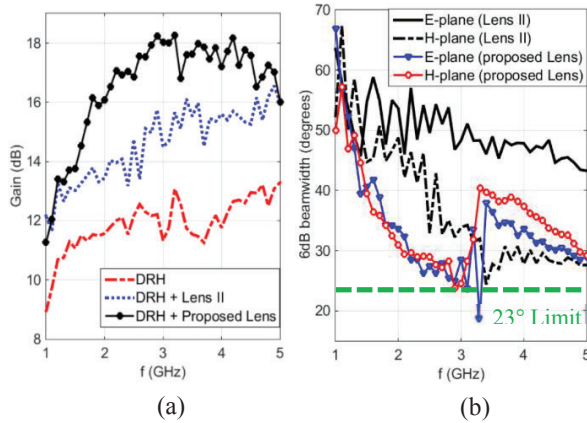 (a)
18
16
14
12
10
8
Gain (dB)
DRH
DRH + Lens II
DRH + Proposed Lens
1 2 3 4 5
f (GHz)
(a)
70
60
50
40
30
20
6dB beamwidth (degrees)
E-plane (Lens II)
H-plane (Lens II)
E-plane (proposed Lens)
H-plane (proposed Lens)
(b)
23° Limit
1 2 3 4 5
f (GHz)
(b)